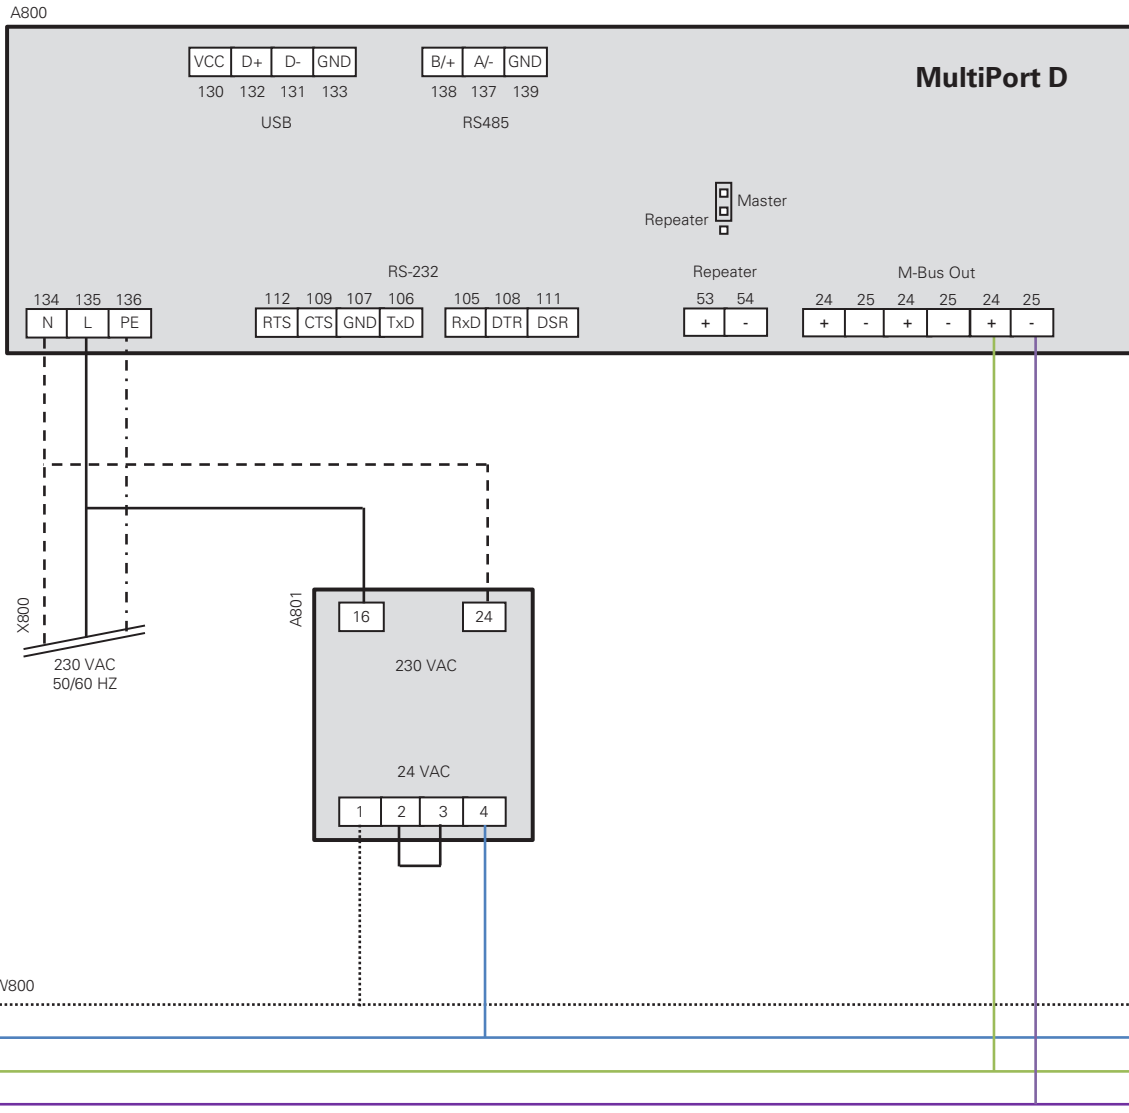 A800
VCC D+ D- GND B/+ A/- GND
MultiPort D
130 132 131 133 138 137 139
USB RS485
Master
Repeater
RS-232 Repeater M-Bus Out
134 135 136 112 109 107 106 105 108 111 53 54 24 25 24 25 24 25
N L PE RTS CTS GND TxD RxD DTR DSR + - + - + - + -
A801
X800
16 24
230 VAC 230 VAC
50/60 HZ
24 VAC
1 2 3 4
W800